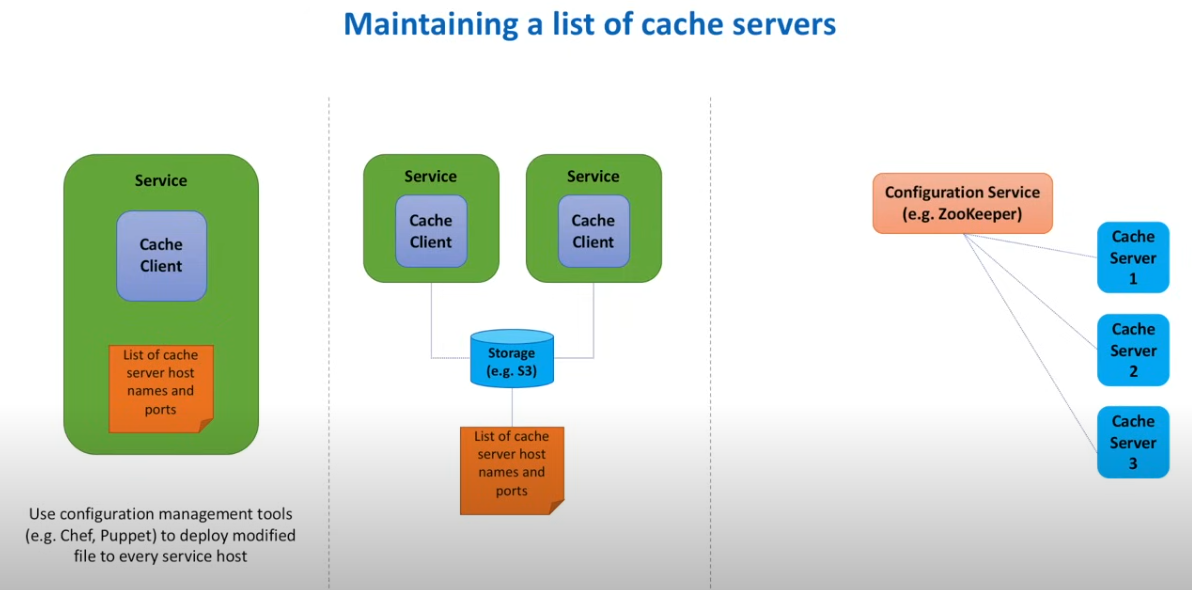 Maintaining a list of cache servers
Service
Cache
Client
List of cache
server host
names and
ports
Use configuration management tools
(e.g. Chef, Puppet) to deploy modified
file to every service host
Service
Cache
Client
Service
Cache
Client
Storage
(e.g. S3)
List of cache
server host
names and
ports
Configuration Service
(e.g. ZooKeeper)
Cache
Server
1
Cache
Server
2
Cache
Server
3